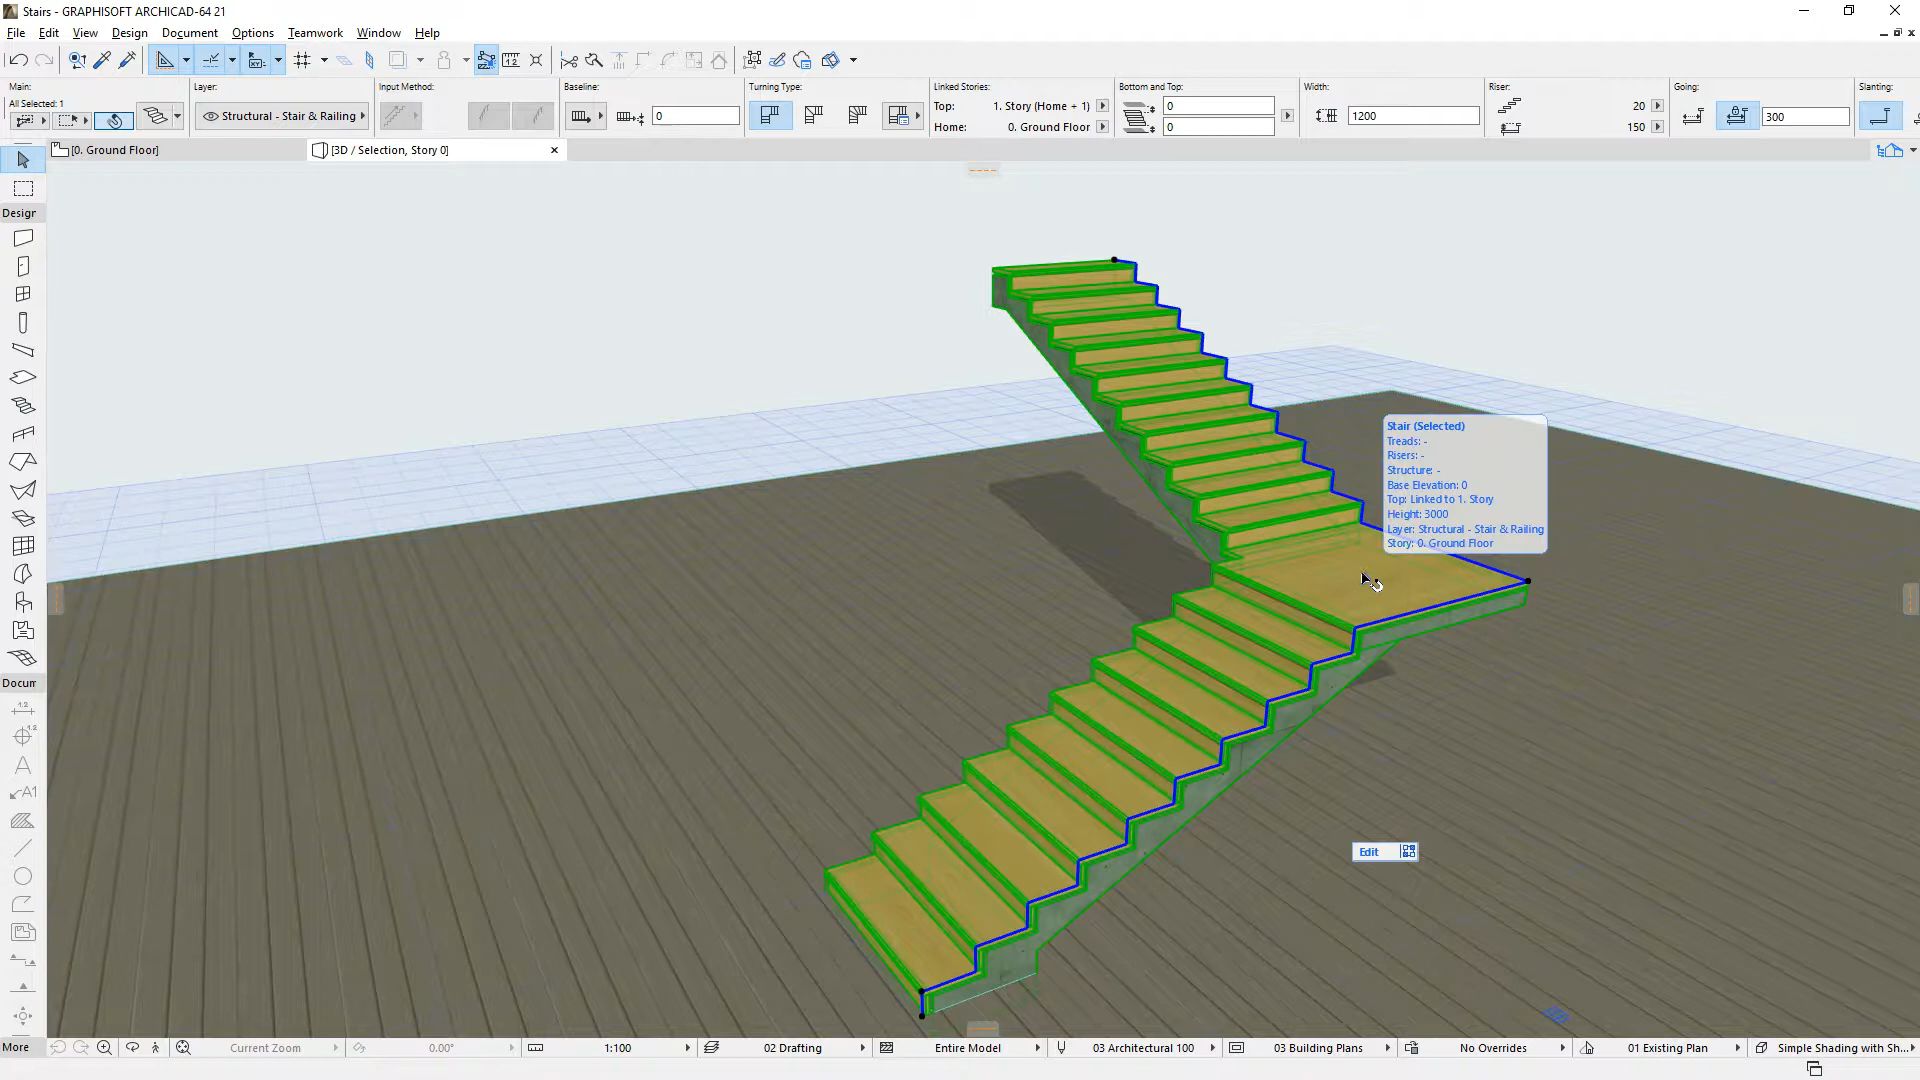 Stairs - GRAPHISOFT ARCHICAD-64 21
File Edit View Design Document Options Teamwork Window Help
Main: Layer: Input Method: Baseline: Turning Type: Linked Stories: Bottom and Top: Width: Riser: Going: Slanting:
All Selected: 1
Top: 1. Story (Home + 1) 0 20
Structural - Stair & Railing 0 1200 300
Home: 0. Ground Floor 0 150
[0. Ground Floor] [3D / Selection, Story 0]
Design
Stair (Selected)
Treads: -
Risers: -
Structure: -
Base Elevation: 0
Top: Linked to 1. Story
Height: 3000
Layer: Structural - Stair & Railing
Story: 0. Ground Floor
Docum
1.2
1.2
A
A1
Edit
More Current Zoom 0.00° 1:100 02 Drafting Entire Model 03 Architectural 100 03 Building Plans No Overrides 01 Existing Plan Simple Shading with Sh...